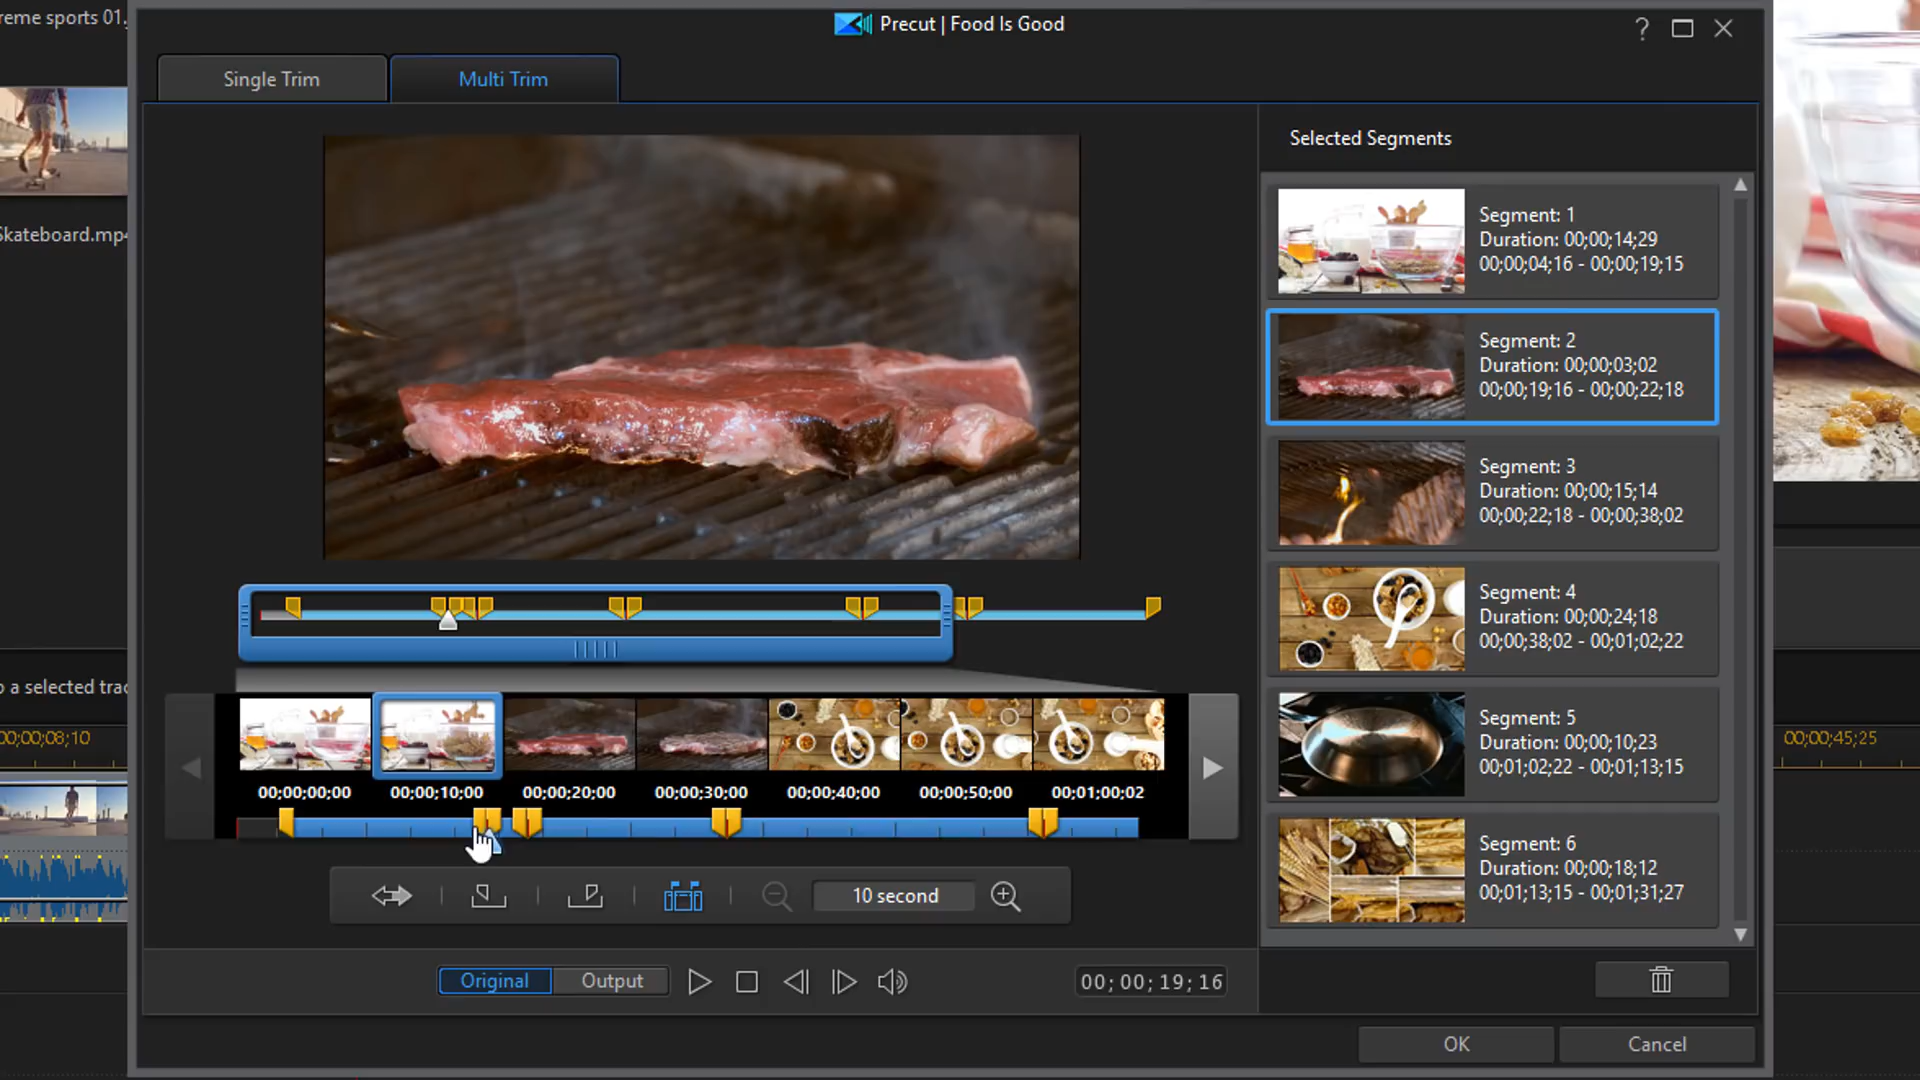 reme sports 01.
Precut | Food Is Good
?
Single Trim
Multi Trim
Selected Segments
Segment: 1
Duration: 00;00;14;29
00;00;04;16 - 00;00;19;15
Segment: 2
Duration: 00;00;03;02
00;00;19;16 - 00;00;22;18
Segment: 3
Duration: 00;00;15;14
00;00;22;18 - 00;00;38;02
Segment: 4
Duration: 00;00;24;18
00;00;38;02 - 00;01;02;22
Segment: 5
Duration: 00;00;10;23
00;01;02;22 - 00;01;13;15
Segment: 6
Duration: 00;00;18;12
00;01;13;15 - 00;01;31;27
Skateboard.mp4
o a selected trac
00;00;08;10
00;00;45;25
00;00;00;00
00;00;10;00
00;00;20;00
00;00;30;00
00;00;40;00
00;00;50;00
00;01;00;02
10 second
Original
Output
00; 00; 19; 16
OK
Cancel